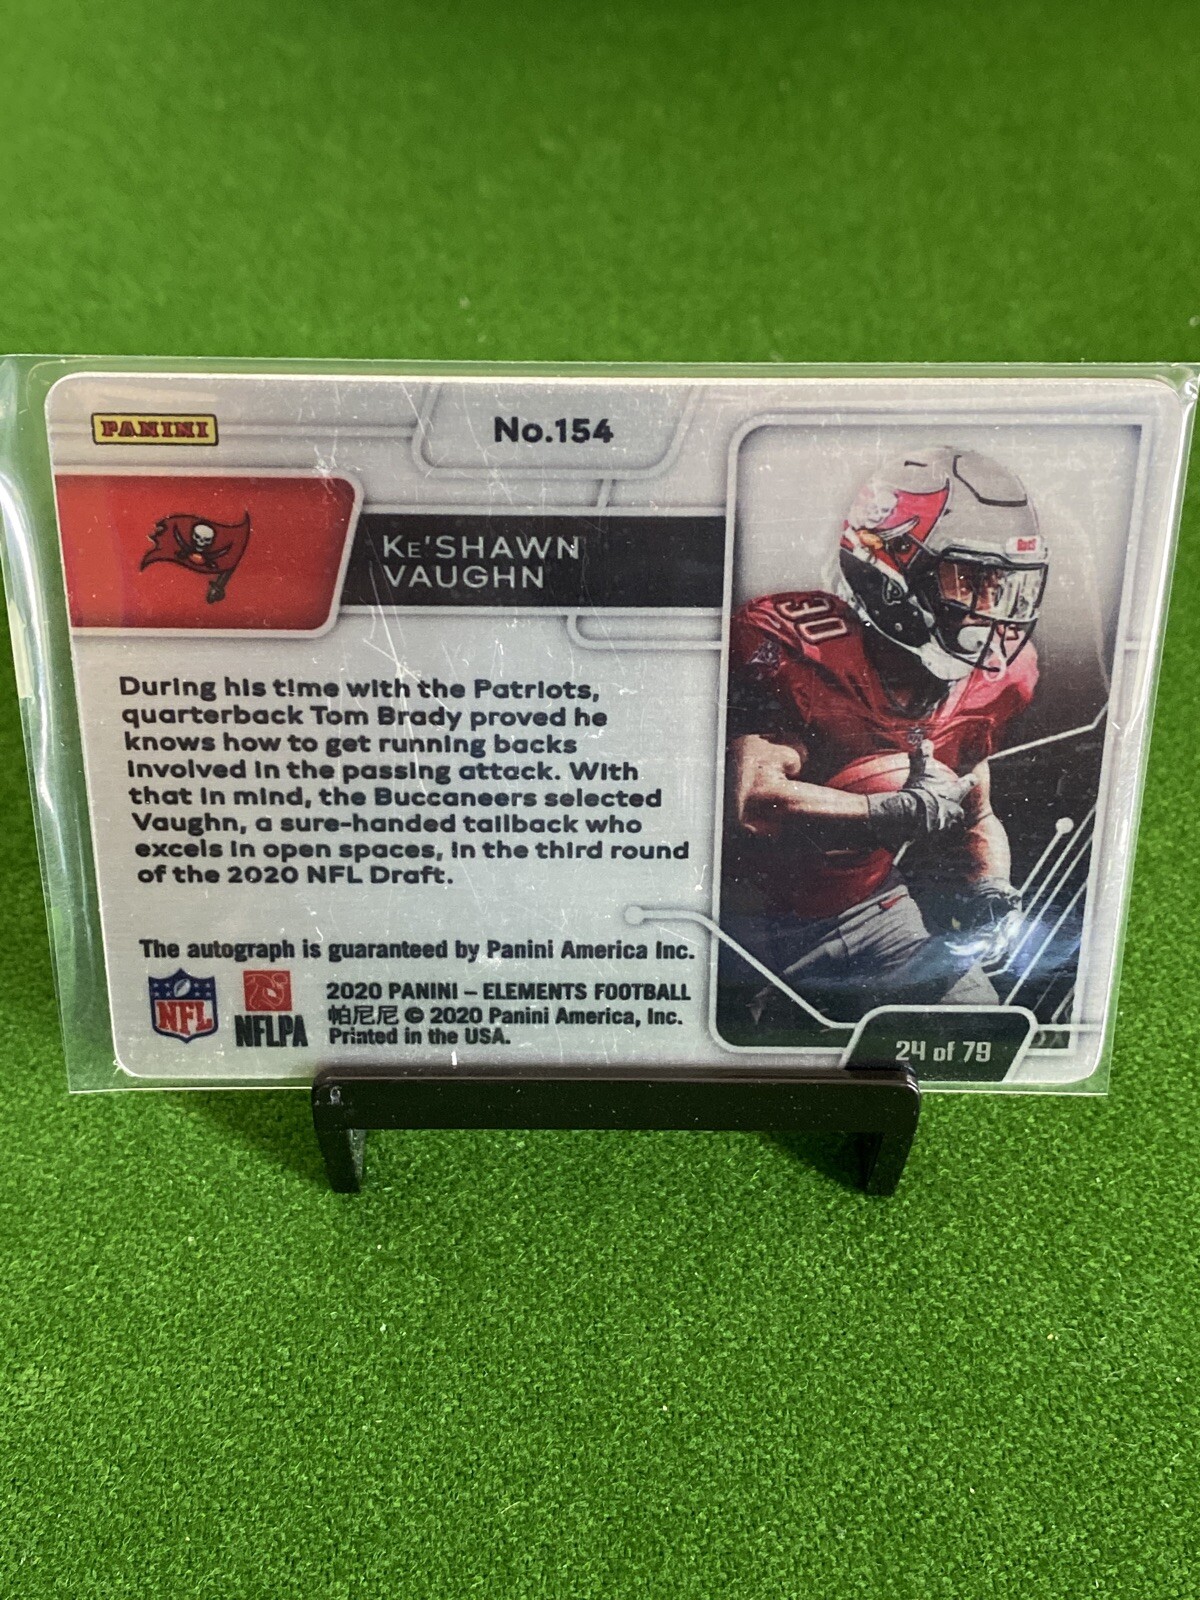 PANINI
No.154
KE'SHAWN
VAUGHN
During his time with the Patriots,
quarterback Tom Brady proved he
knows how to get running backs
involved in the passing attack. With
that in mind, the Buccaneers selected
Vaughn, a sure-handed tailback who
excels in open spaces, in the third round
of the 2020 NFL Draft.
The autograph is guaranteed by Panini America Inc.
NFL
NFLPA
2020 PANINI – ELEMENTS FOOTBALL
帕尼尼 © 2020 Panini America, Inc.
Printed in the USA.
30
24 of 79